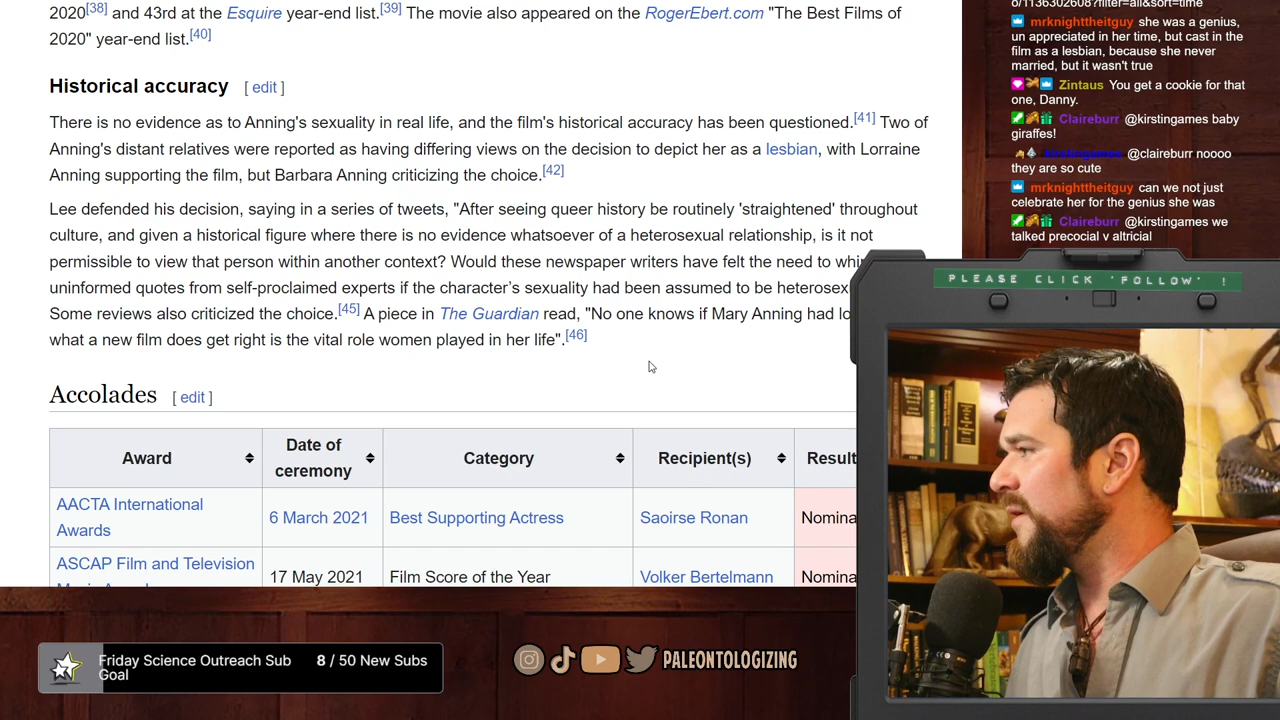 2020[38] and 43rd at the Esquire year-end list.[39] The movie also appeared on the RogerEbert.com "The Best Films of
2020" year-end list.[40]
Historical accuracy [ edit ]
There is no evidence as to Anning's sexuality in real life, and the film's historical accuracy has been questioned.[41] Two of
Anning's distant relatives were reported as having differing views on the decision to depict her as a lesbian, with Lorraine
Anning supporting the film, but Barbara Anning criticizing the choice.[42]
Lee defended his decision, saying in a series of tweets, "After seeing queer history be routinely 'straightened' throughout
culture, and given a historical figure where there is no evidence whatsoever of a heterosexual relationship, is it not
permissible to view that person within another context? Would these newspaper writers have felt the need to whi
uninformed quotes from self-proclaimed experts if the character's sexuality had been assumed to be heterosex
Some reviews also criticized the choice.[45] A piece in The Guardian read, "No one knows if Mary Anning had lo
what a new film does get right is the vital role women played in her life".[46]
Accolades [ edit ]
Award Date of ceremony Category Recipient(s) Result
AACTA International Awards 6 March 2021 Best Supporting Actress Saoirse Ronan Nomina
ASCAP Film and Television 17 May 2021 Film Score of the Year Volker Bertelmann Nomina
o/1136302608?filter=all&sort=time
mrknighttheitguy she was a genius,
un appreciated in her time, but cast in the
film as a lesbian, because she never
married, but it wasn't true
Zintaus You get a cookie for that
one, Danny.
Claireburr @kirstingames baby
giraffes!
kirstingames @claireburr noooo
they are so cute
mrknighttheitguy can we not just
celebrate her for the genius she was
Claireburr @kirstingames we
talked precocial v altricial
PLEASE CLICK 'FOLLOW' !
Friday Science Outreach Sub
Goal
8 / 50 New Subs
PALEONTOLOGIZING